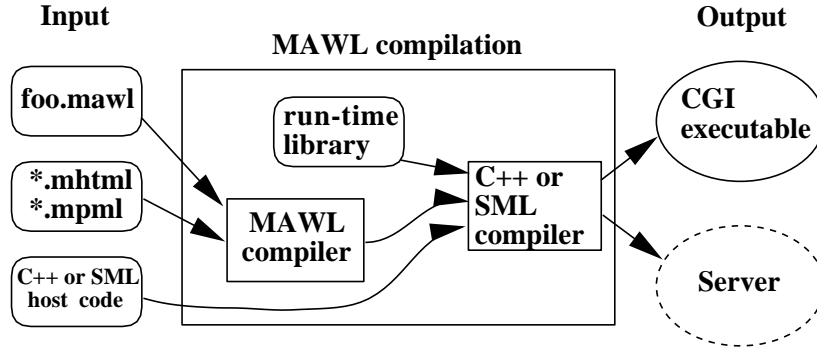 Input
Output
MAWL compilation
foo.mawl
*.mhtml
*.mpml
C++ or SML
host code
run-time
library
MAWL
compiler
C++ or
SML
compiler
CGI
executable
Server